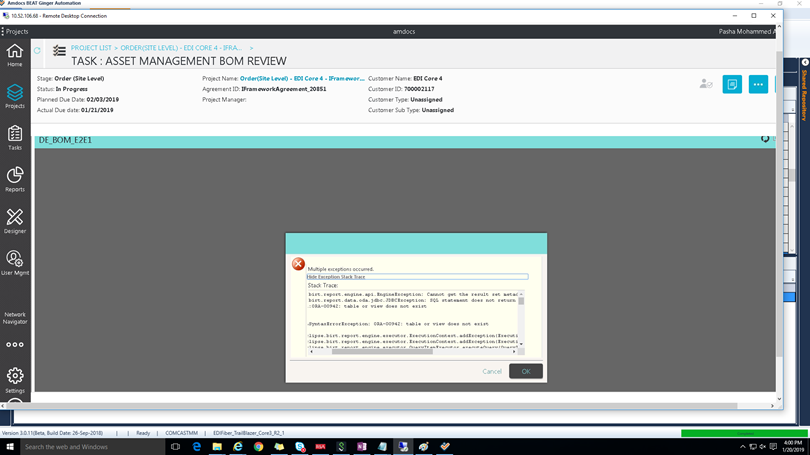 Amdocs BEAT Ginger Automation
10.52.106.68 - Remote Desktop Connection
Projects
amdocs
Pasha Mohammed A
Home
Projects
Tasks
Reports
Designer
User Mgmt
Network
Navigator
Settings
PROJECT LIST > ORDER(SITE LEVEL) - EDI CORE 4 - IFRA... >
TASK : ASSET MANAGEMENT BOM REVIEW
Stage: Order (Site Level)
Status: In Progress
Planned Due Date: 02/03/2019
Actual Due date: 01/21/2019
Project Name: Order(Site Level) - EDI Core 4 - IFramewor...
Agreement ID: IFrameworkAgreement_20851
Project Manager:
Customer Name: EDI Core 4
Customer ID: 700002117
Customer Type: Unassigned
Customer Sub Type: Unassigned
Shared Repository
DE_BOM_E2E1
Multiple exceptions occurred.
Hide Exception Stack Trace
Stack Trace:
birt.report.engine.api.EngineException: Cannot get the result set metad
birt.report.data.oda.jdbc.JDBCException: SQL statement does not return
:ORA-00942: table or view does not exist
.SyntaxErrorException: ORA-00942: table or view does not exist
lipse.birt.report.engine.executor.ExecutionContext.addException(Executi
lipse.birt.report.engine.executor.ExecutionContext.addException(Executi
Cancel
OK
Version 3.0.11(Beta, Build Date: 26-Sep-2018)
Ready
COMCASTMM
EDIFiber_TrailBlazer_Core3_R2_1
Search the web and Windows
4:00 PM
1/20/2019